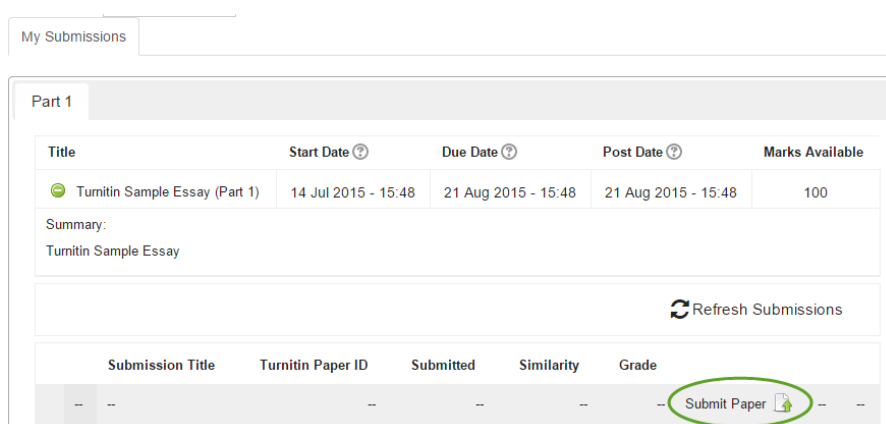 My Submissions
Part 1
Title Start Date ? Due Date ? Post Date ? Marks Available
Turnitin Sample Essay (Part 1) 14 Jul 2015 - 15:48 21 Aug 2015 - 15:48 21 Aug 2015 - 15:48 100
Summary:
Turnitin Sample Essay
Refresh Submissions
Submission Title Turnitin Paper ID Submitted Similarity Grade
-- -- -- -- -- -- Submit Paper -- --